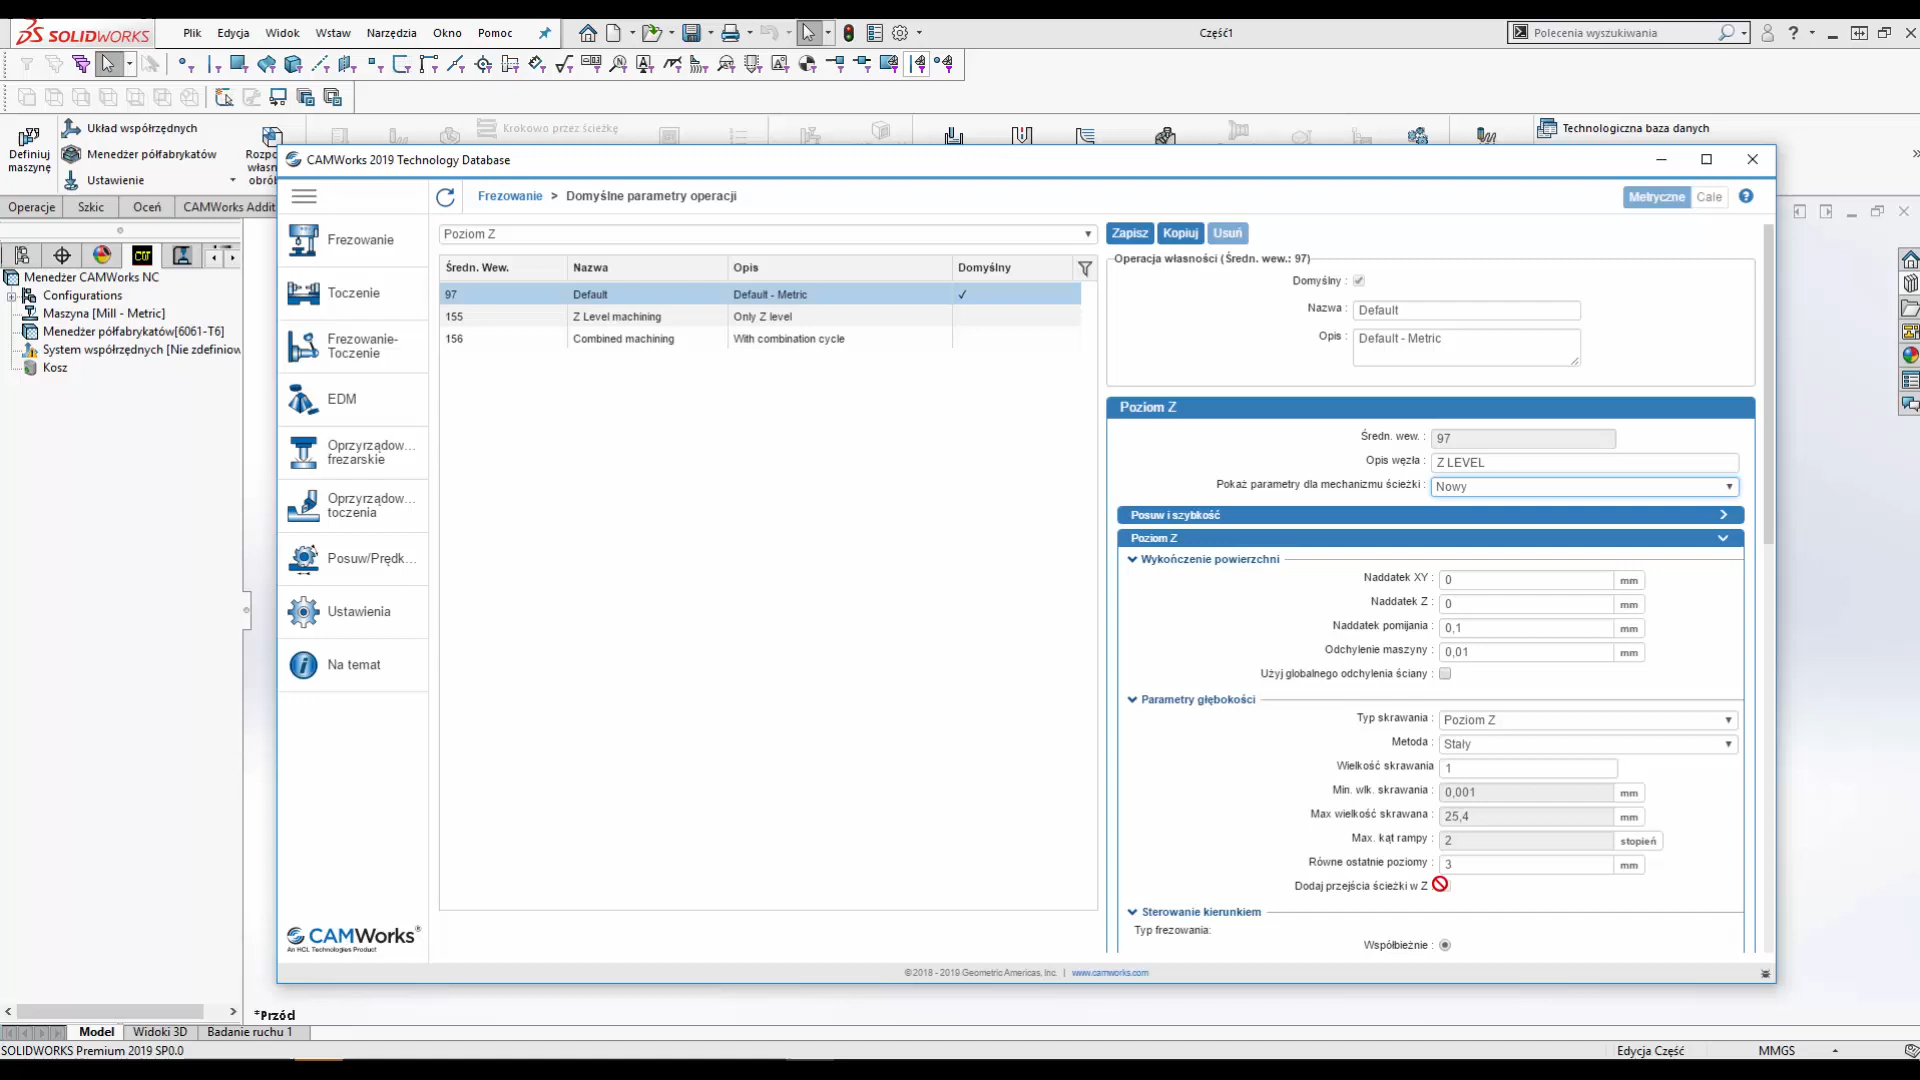 SOLIDWORKS
Plik Edycja Widok Wstaw Narzędzia Okno Pomoc
Część1
Polecenia wyszukiwania
Układ współrzędnych
Menedżer półfabrykatów
Ustawienie
Definiuj
maszynę
Krokowo przez ścieżkę
Technologiczna baza danych
Operacje Szkic Oceń
CAMWorks 2019 Technology Database
Frezowanie > Domyślne parametry operacji
Metryczne Cale
Menedżer CAMWorks NC
Configurations
Maszyna [Mill - Metric]
Menedżer półfabrykatów[6061-T6]
System współrzędnych [Nie zdefiniow
Kosz
Frezowanie
Toczenie
Frezowanie-
Toczenie
EDM
Oprzyrządow...
frezarskie
Oprzyrządow...
toczenia
Posuw/Prędk...
Ustawienia
Na temat
CAMWorks®
An HCL Technologies Product
Poziom Z
Średn. Wew. Nazwa Opis Domyślny
97 Default Default - Metric ✓
155 Z Level machining Only Z level
156 Combined machining With combination cycle
Zapisz Kopiuj Usuń
Operacja własności (Średn. wew.: 97)
Domyślny :
Nazwa : Default
Opis : Default - Metric
Poziom Z
Średn. wew. : 97
Opis węzła : Z LEVEL
Pokaż parametry dla mechanizmu ścieżki : Nowy
Posuw i szybkość
Poziom Z
Wykończenie powierzchni
Naddatek XY : 0 mm
Naddatek Z : 0 mm
Naddatek pomijania : 0,1 mm
Odchylenie maszyny : 0,01 mm
Użyj globalnego odchylenia ściany :
Parametry głębokości
Typ skrawania : Poziom Z
Metoda : Stały
Wielkość skrawania 1
Min. wlk. skrawania : 0,001 mm
Max wielkość skrawana : 25,4 mm
Max. kąt rampy : 2 stopień
Równe ostatnie poziomy : 3 mm
Dodaj przejścia ścieżki w Z
Sterowanie kierunkiem
Typ frezowania:
Współbieżnie :
©2018 - 2019 Geometric Americas, Inc. | www.camworks.com
*Przód
Model Widoki 3D Badanie ruchu 1
SOLIDWORKS Premium 2019 SP0.0
Edycja Część MMGS